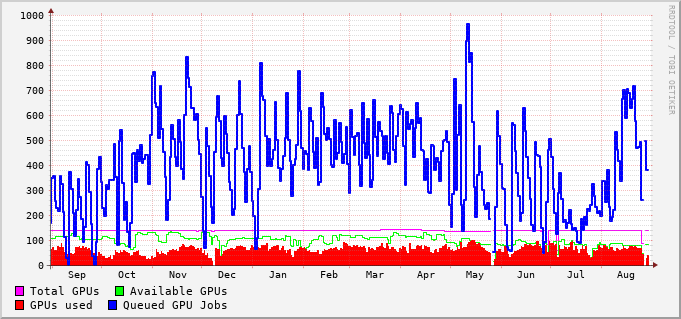 1000
900
800
700
600
500
400
300
200
100
0
Sep Oct Nov Dec Jan Feb Mar Apr May Jun Jul Aug
RRDTOOL / TOBI OETIKER
Total GPUs Available GPUs
GPUs used Queued GPU Jobs